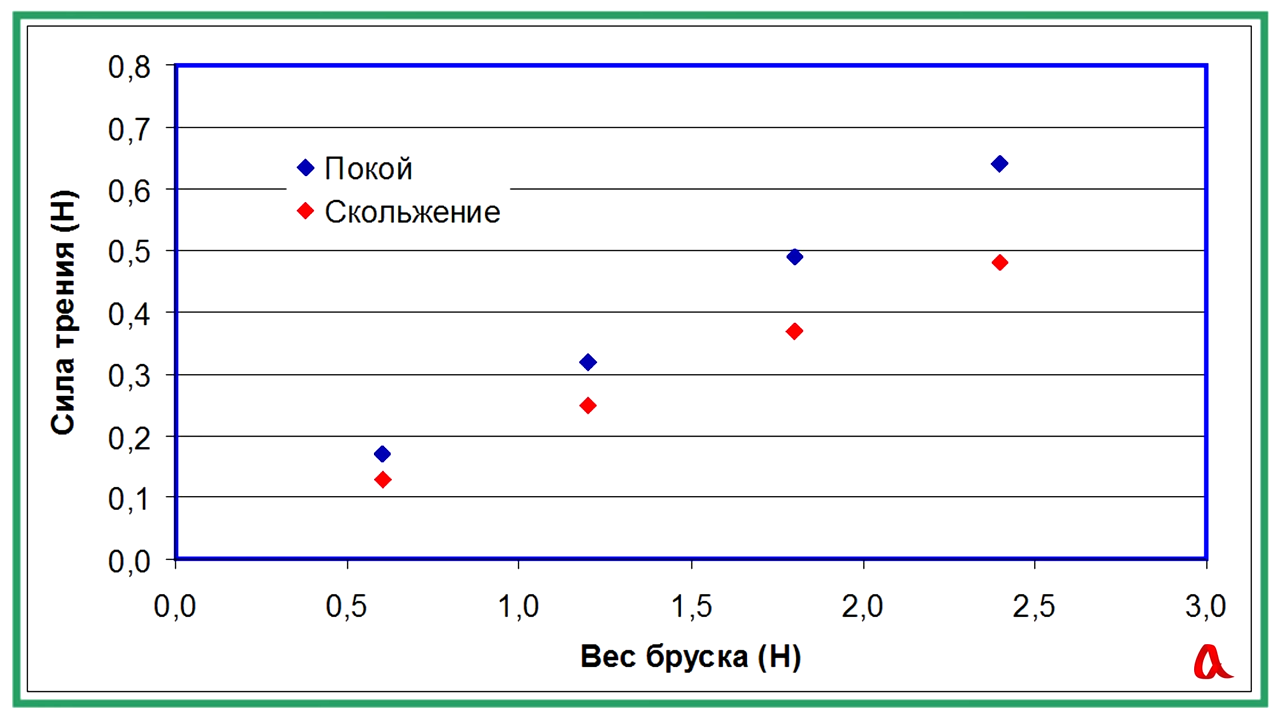 0,8
0,7
0,6
0,5
0,4
0,3
0,2
0,1
0,0
Сила трения (Н)
Покой
Скольжение
0,0 0,5 1,0 1,5 2,0 2,5 3,0
Вес бруска (Н)
a